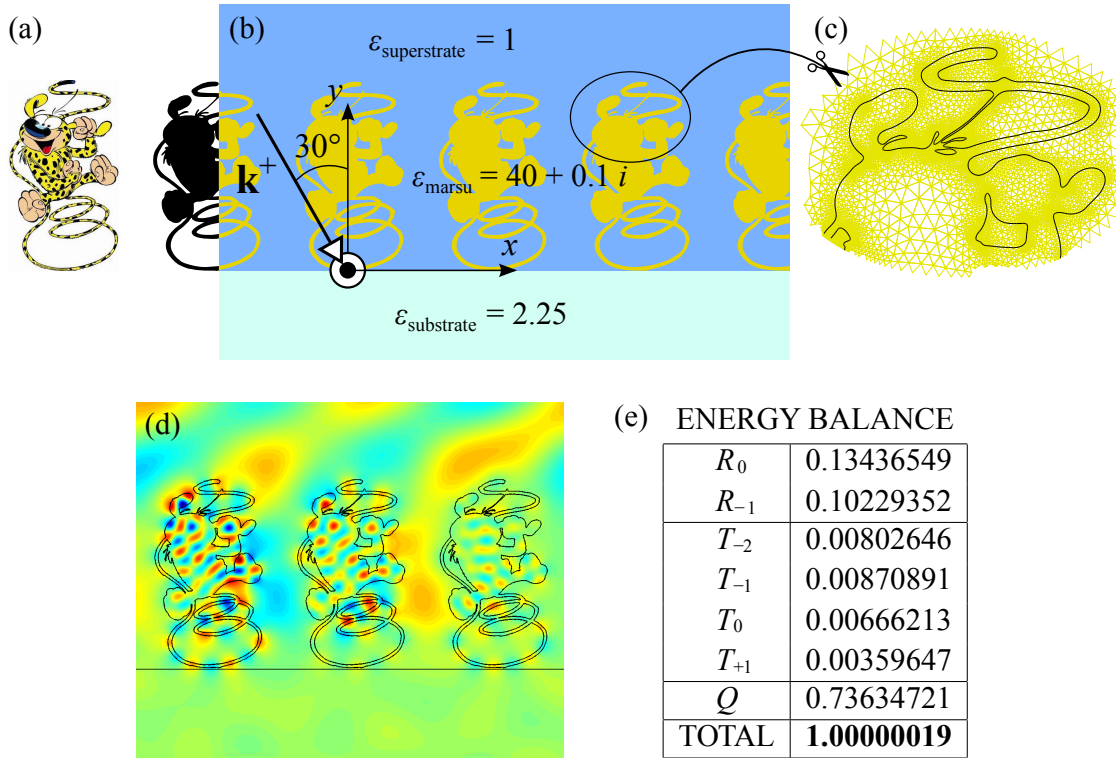 (a)
(b)
ε_superstrate = 1
(c)
y
30°
k⁺
ε_marsu = 40 + 0.1 i
x
ε_substrate = 2.25
(d)
(e) ENERGY BALANCE
R₀ 0.13436549
R₋₁ 0.10229352
T₋₂ 0.00802646
T₋₁ 0.00870891
T₀ 0.00666213
T₊₁ 0.00359647
Q 0.73634721
TOTAL 1.00000019